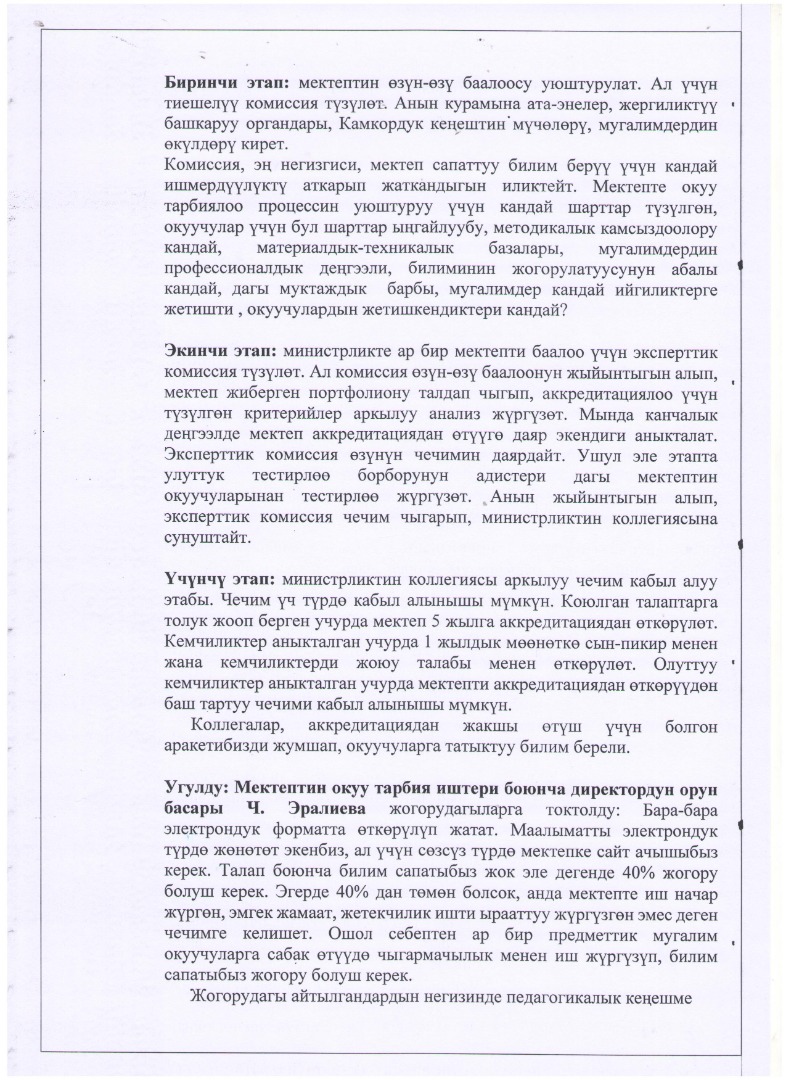 Биринчи этап: мектептин өзүн-өзү баалоосу уюштурулат. Ал үчүн
тиешелүү комиссия түзүлөт. Анын курамына ата-энелер, жергиликтүү
башкаруу органдары, Камкордук кеңештин мүчөлөрү, мугалимдердин
өкүлдөрү кирет.
Комиссия, эң негизгиси, мектеп сапаттуу билим берүү үчүн кандай
ишмердүүлүктү аткарып жаткандыгын иликтейт. Мектепте окуу
тарбиялоо процессин уюштуруу үчүн кандай шарттар түзүлгөн,
окуучулар үчүн бул шарттар ыңгайлуубу, методикалык камсыздоолору
кандай, материалдык-техникалык базалары, мугалимдердин
профессионалдык деңгээли, билиминин жогорулатуусунун абалы
кандай, дагы муктаждык барбы, мугалимдер кандай ийгиликтерге
жетишти , окуучулардын жетишкендиктери кандай?
Экинчи этап: министрликте ар бир мектепти баалоо үчүн эксперттик
комиссия түзүлөт. Ал комиссия өзүн-өзү баалоонун жыйынтыгын алып,
мектеп жиберген портфолиону талдап чыгып, аккредитациялоо үчүн
түзүлгөн критерийлер аркылуу анализ жүргүзөт. Мында канчалык
деңгээлде мектеп аккредитациядан өтүүгө даяр экендиги аныкталат.
Эксперттик комиссия өзүнүн чечимин даярдайт. Ушул эле этапта
улуттук тестирлөө борборунун адистери дагы мектептин
окуучуларынан тестирлөө жүргүзөт. Анын жыйынтыгын алып,
эксперттик комиссия чечим чыгарып, министрликтин коллегиясына
сунуштайт.
Үчүнчү этап: министрликтин коллегиясы аркылуу чечим кабыл алуу
этабы. Чечим үч түрдө кабыл алынышы мүмкүн. Коюлган талаптарга
толук жооп берген учурда мектеп 5 жылга аккредитациядан өткөрүлөт.
Кемчиликтер аныкталган учурда 1 жылдык мөөнөткө сын-пикир менен
жана кемчиликтерди жоюу талабы менен өткөрүлөт. Олуттуу
кемчиликтер аныкталган учурда мектепти аккредитациядан өткөрүүдөн
баш тартуу чечими кабыл алынышы мүмкүн.
Коллегалар, аккредитациядан жакшы өтүш үчүн болгон
аракетибизди жумшап, окуучуларга татыктуу билим берели.
Угулду: Мектептин окуу тарбия иштери боюнча директордун орун
басары Ч. Эралиева жогорудагыларга токтолду: Бара-бара
электрондук форматта өткөрүлүп жатат. Маалыматты электрондук
түрдө жөнөтөт экенбиз, ал үчүн сөзсүз түрдө мектепке сайт ачышыбыз
керек. Талап боюнча билим сапатыбыз жок эле дегенде 40% жогору
болуш керек. Эгерде 40% дан төмөн болсок, анда мектепте иш начар
жүргөн, эмгек жамаат, жетекчилик ишти ырааттуу жүргүзгөн эмес деген
чечимге келишет. Ошол себептен ар бир предметтик мугалим
окуучуларга сабак өтүүдө чыгармачылык менен иш жүргүзүп, билим
сапатыбыз жогору болуш керек.
Жогорудагы айтылгандардын негизинде педагогикалык кеңешме